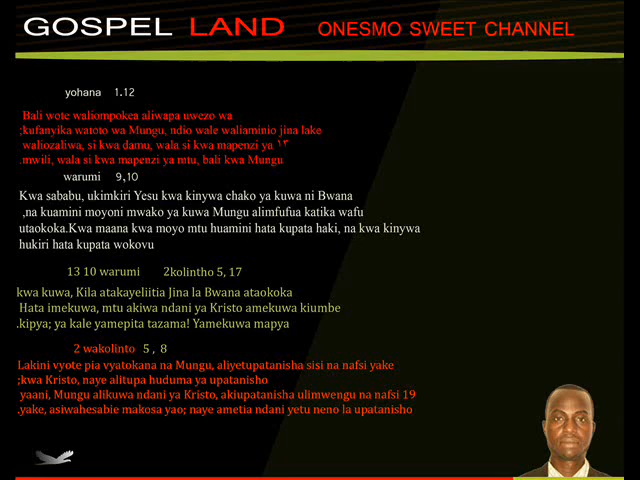 GOSPEL LAND ONESMO SWEET CHANNEL
yohana 1.12
Bali wote waliompokea aliwapa uwezo wa
;kufanyika watoto wa Mungu, ndio wale waliaminio jina lake
waliozaliwa, si kwa damu, wala si kwa mapenzi ya ١٣
.mwili, wala si kwa mapenzi ya mtu, bali kwa Mungu
warumi 9,10
Kwa sababu, ukimkiri Yesu kwa kinywa chako ya kuwa ni Bwana
,na kuamini moyoni mwako ya kuwa Mungu alimfufua katika wafu
utaokoka.Kwa maana kwa moyo mtu huamini hata kupata haki, na kwa kinywa
hukiri hata kupata wokovu
13 10 warumi 2kolintho 5, 17
kwa kuwa, Kila atakayeliitia Jina la Bwana ataokoka
Hata imekuwa, mtu akiwa ndani ya Kristo amekuwa kiumbe
.kipya; ya kale yamepita tazama! Yamekuwa mapya
2 wakolinto 5 , 8
Lakini vyote pia vyatokana na Mungu, aliyetupatanisha sisi na nafsi yake
;kwa Kristo, naye alitupa huduma ya upatanisho
yaani, Mungu alikuwa ndani ya Kristo, akiupatanisha ulimwengu na nafsi 19
.yake, asiwahesabie makosa yao; naye ametia ndani yetu neno la upatanisho